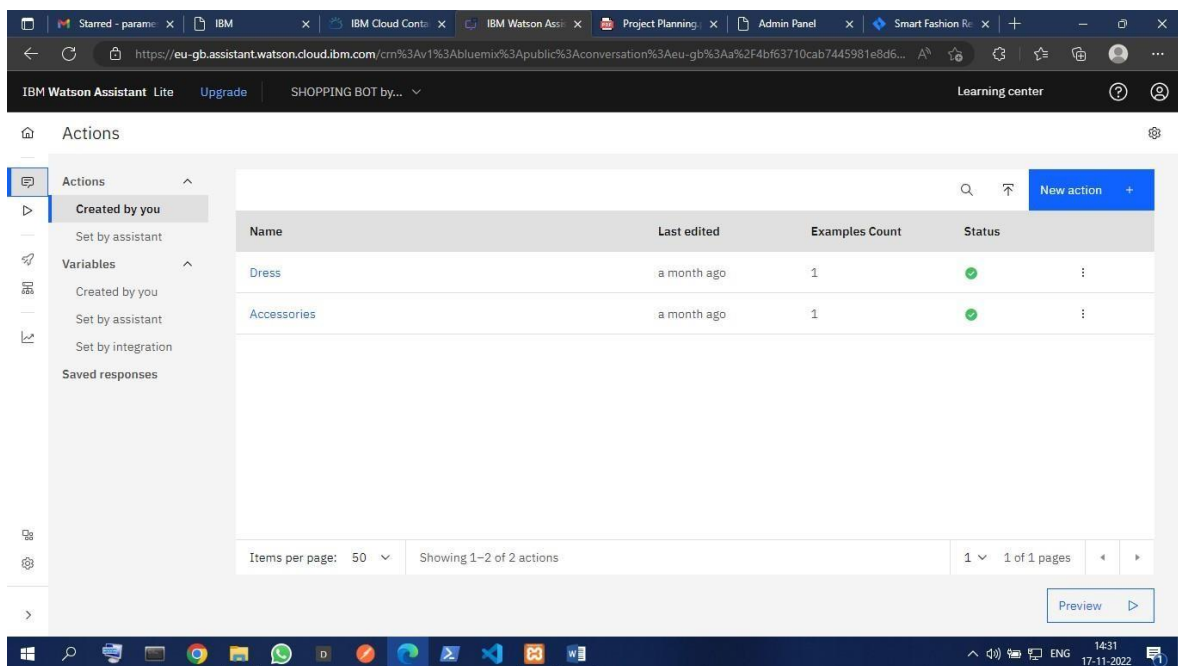 Starred - parame
IBM
IBM Cloud Conta
IBM Watson Assi
Project Planning.
Admin Panel
Smart Fashion Re
https://eu-gb.assistant.watson.cloud.ibm.com/crn%3Av1%3Abluemix%3Apublic%3Aconversation%3Aeu-gb%3Aa%2F4bf63710cab7445981e8d6...
IBM Watson Assistant Lite Upgrade SHOPPING BOT by... Learning center
Actions
Actions
Created by you
Set by assistant
Variables
Created by you
Set by assistant
Set by integration
Saved responses
New action +
Name Last edited Examples Count Status
Dress a month ago 1
Accessories a month ago 1
Items per page: 50 Showing 1–2 of 2 actions 1 1 of 1 pages
Preview
ENG 14:31
17-11-2022